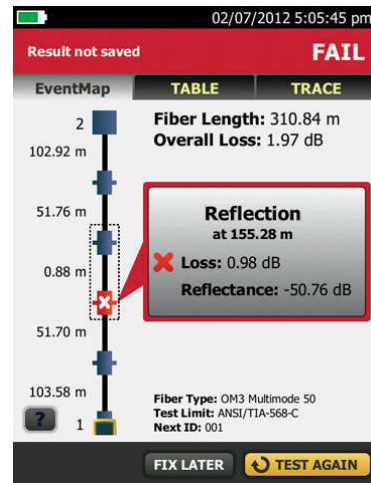 02/07/2012 5:05:45 pm
Result not saved
FAIL
EventMap
TABLE
TRACE
2
102.92 m
51.76 m
0.88 m
51.70 m
103.58 m
1
Fiber Length: 310.84 m
Overall Loss: 1.97 dB
Reflection
at 155.28 m
Loss: 0.98 dB
Reflectance: -50.76 dB
Fiber Type: OM3 Multimode 50
Test Limit: ANSI/TIA-568-C
Next ID: 001
?
FIX LATER
TEST AGAIN